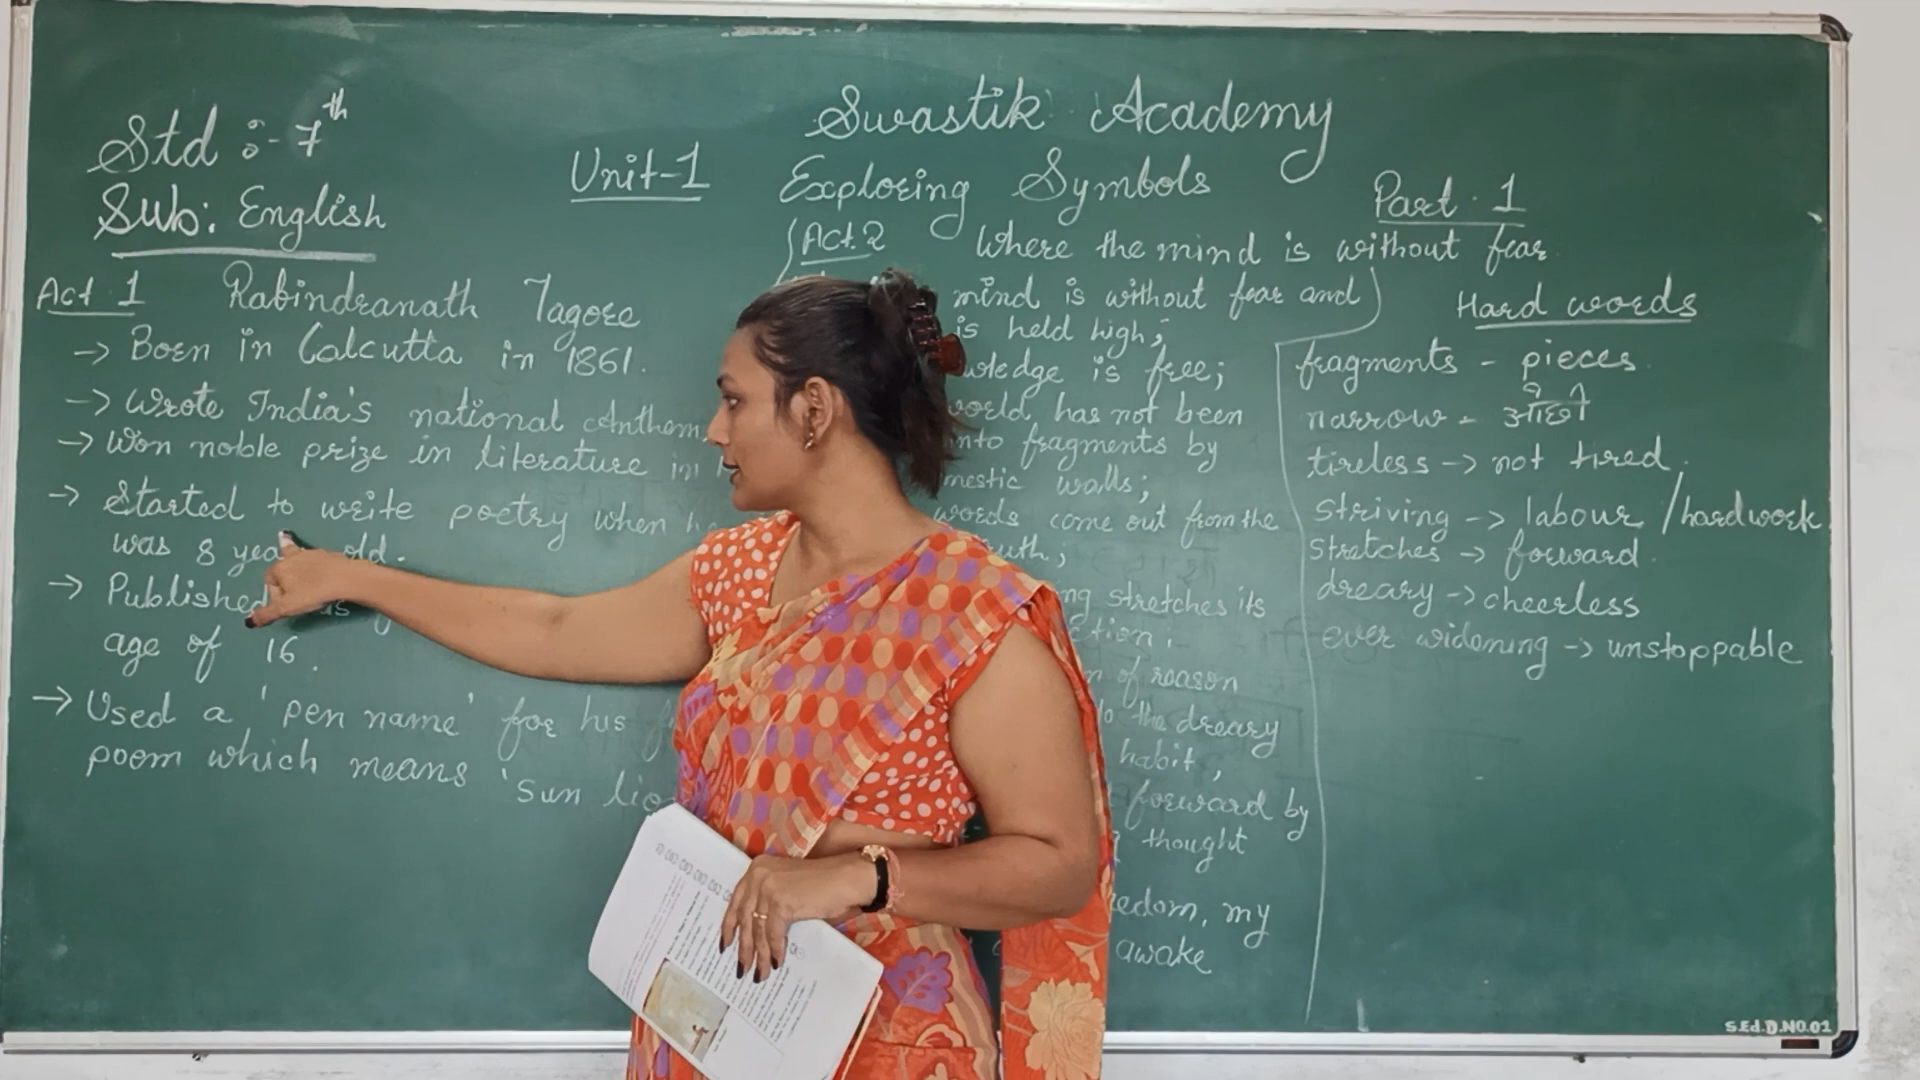 Std :- 7th
Sub: English
Swastik Academy
Unit-1
Exploring Symbols
Part. 1
Act 1 Rabindranath Tagore
-> Born in Calcutta in 1861.
-> Wrote India's national Anthem
-> Won noble prize in literature in
-> Started to write poetry when
was 8 old.
-> Published
age of 16.
-> Used a 'pen name' for his
poem which means 'Sun
Act. 2 Where the mind is without fear
mind is without fear and
is held high;
is free;
has not been
fragments by
walls;
words come out from the
stretches its
of reason
to the dreary
habit,
forward by
thought
my
awake
Hard words
fragments - pieces
narrow -
tireless -> not tired.
Striving -> labour / hardwork
Stretches -> forward.
dreary -> cheerless
ever widening -> unstoppable
S.Ed.D.NO.02